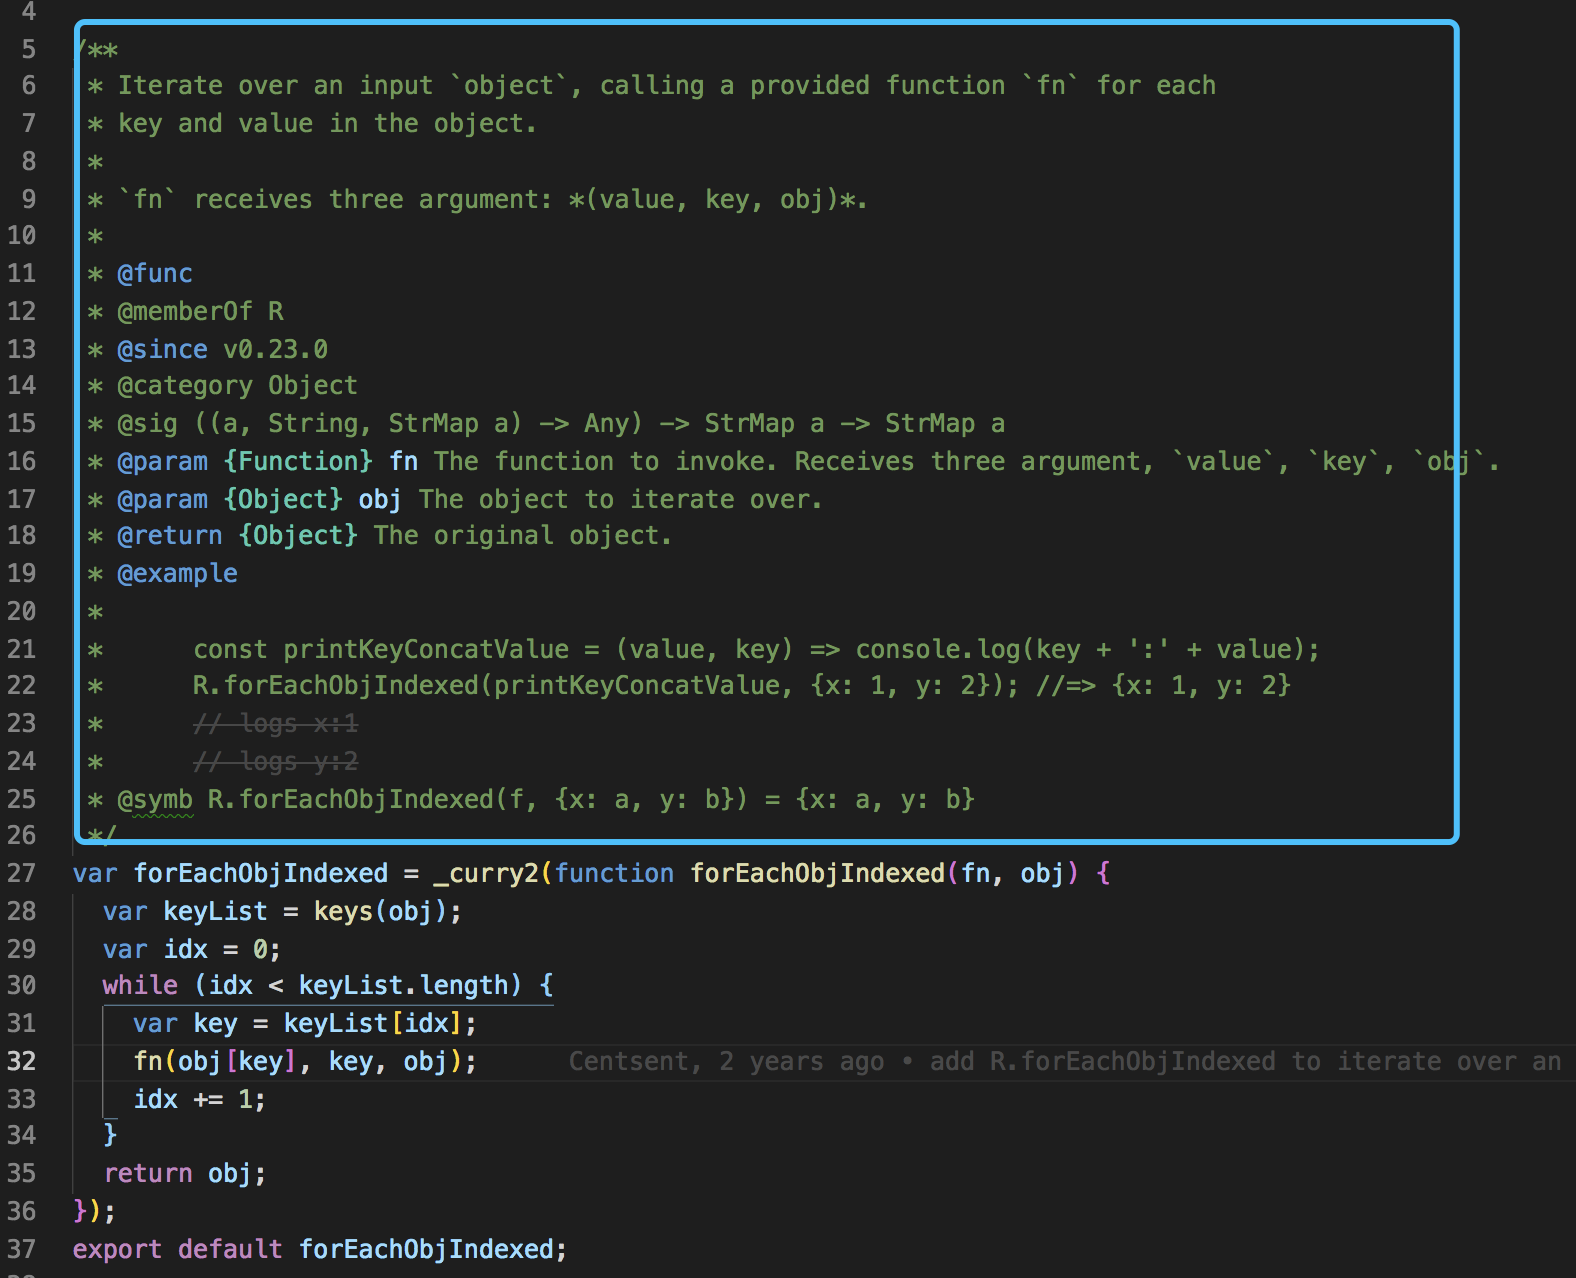 4
5 /**
6 * Iterate over an input `object`, calling a provided function `fn` for each
7 * key and value in the object.
8 *
9 * `fn` receives three argument: *(value, key, obj)*.
10 *
11 * @func
12 * @memberOf R
13 * @since v0.23.0
14 * @category Object
15 * @sig ((a, String, StrMap a) -> Any) -> StrMap a -> StrMap a
16 * @param {Function} fn The function to invoke. Receives three argument, `value`, `key`, `obj`.
17 * @param {Object} obj The object to iterate over.
18 * @return {Object} The original object.
19 * @example
20 *
21 *      const printKeyConcatValue = (value, key) => console.log(key + ':' + value);
22 *      R.forEachObjIndexed(printKeyConcatValue, {x: 1, y: 2}); //=> {x: 1, y: 2}
23 *      // logs x:1
24 *      // logs y:2
25 * @symb R.forEachObjIndexed(f, {x: a, y: b}) = {x: a, y: b}
26 */
27 var forEachObjIndexed = _curry2(function forEachObjIndexed(fn, obj) {
28   var keyList = keys(obj);
29   var idx = 0;
30   while (idx < keyList.length) {
31     var key = keyList[idx];
32     fn(obj[key], key, obj);      Centsent, 2 years ago • add R.forEachObjIndexed to iterate over an
33     idx += 1;
34   }
35   return obj;
36 });
37 export default forEachObjIndexed;